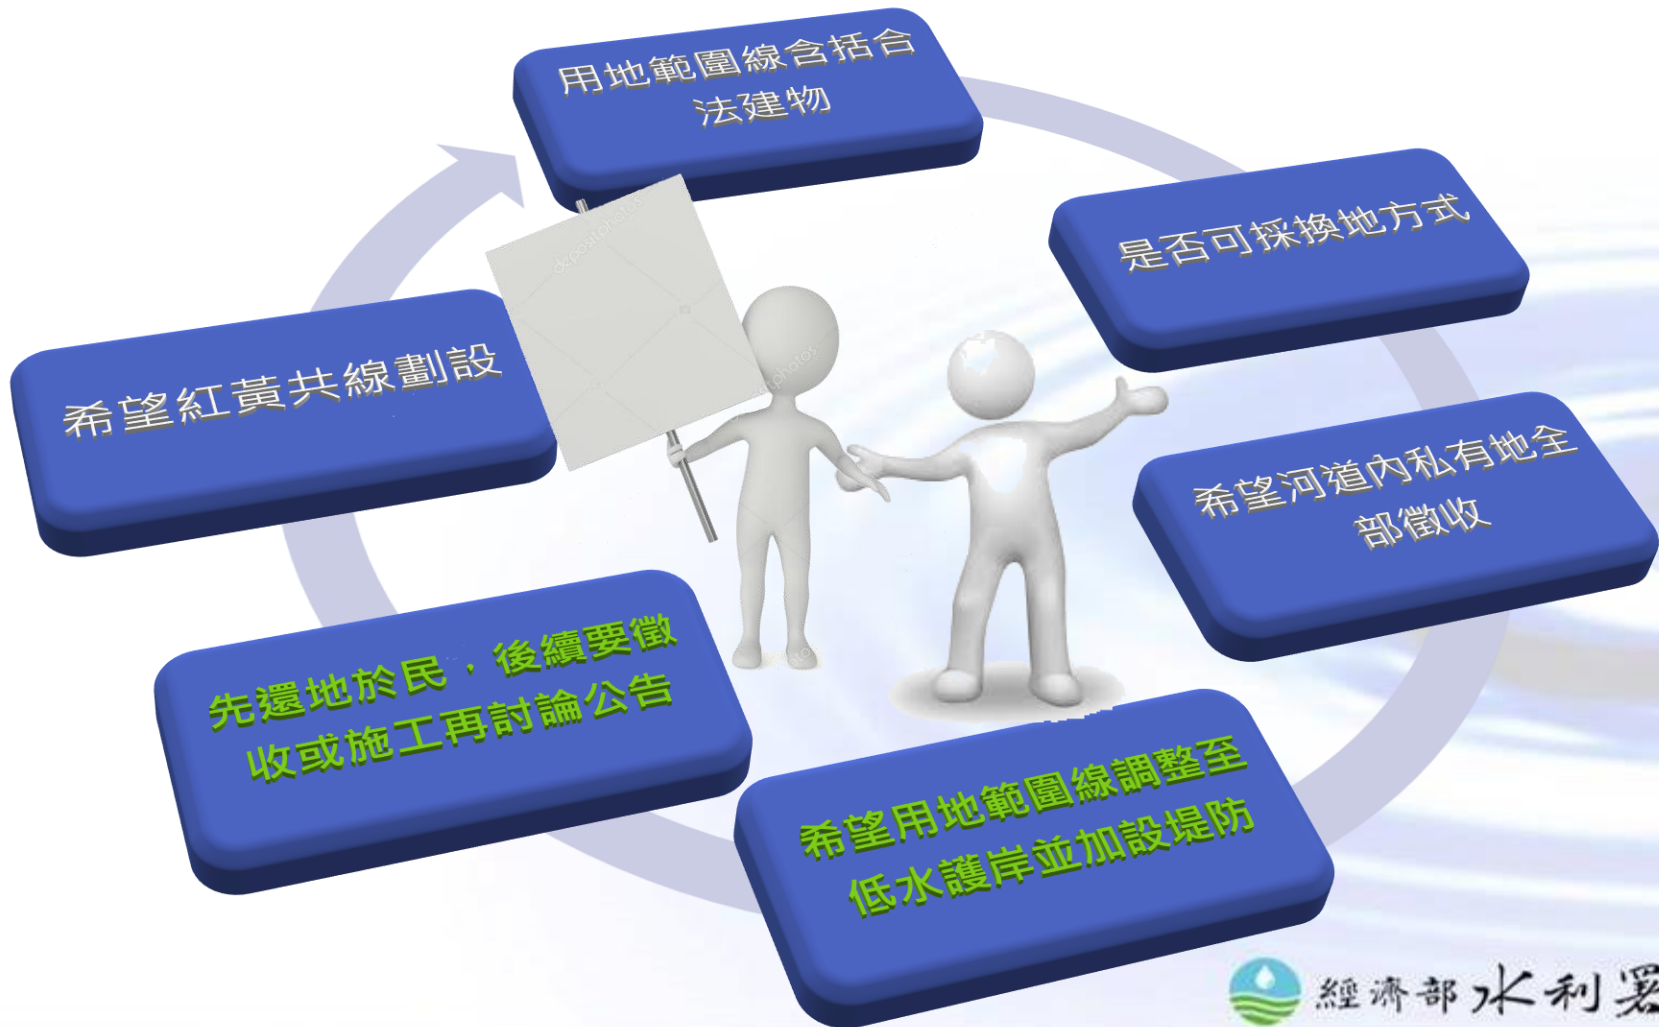 用地範圍線含括合
法建物
是否可採換地方式
希望河道內私有地全
部徵收
希望用地範圍線調整至
低水護岸並加設堤防
先還地於民，後續要徵
收或施工再討論公告
希望紅黃共線劃設
depositphotos
經濟部水利署